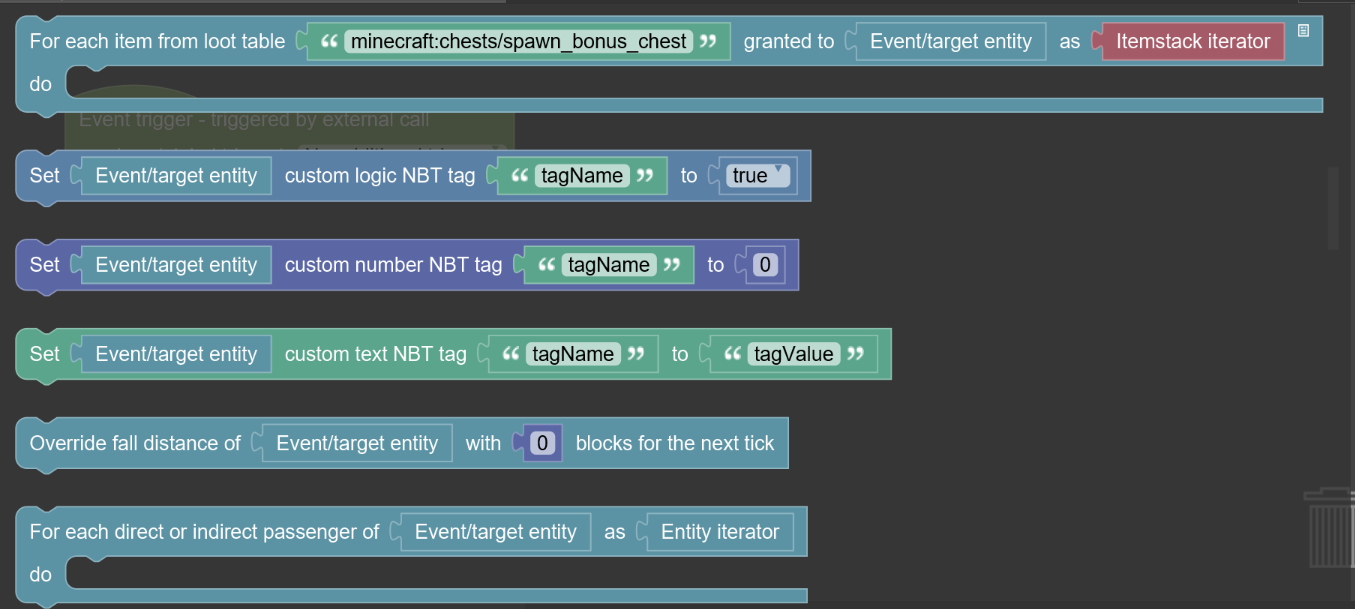 For each item from loot table “ minecraft:chests/spawn_bonus_chest ” granted to Event/target entity as Itemstack iterator
do
Event trigger - triggered by external call
Set Event/target entity custom logic NBT tag “ tagName ” to true
Set Event/target entity custom number NBT tag “ tagName ” to 0
Set Event/target entity custom text NBT tag “ tagName ” to “ tagValue ”
Override fall distance of Event/target entity with 0 blocks for the next tick
For each direct or indirect passenger of Event/target entity as Entity iterator
do